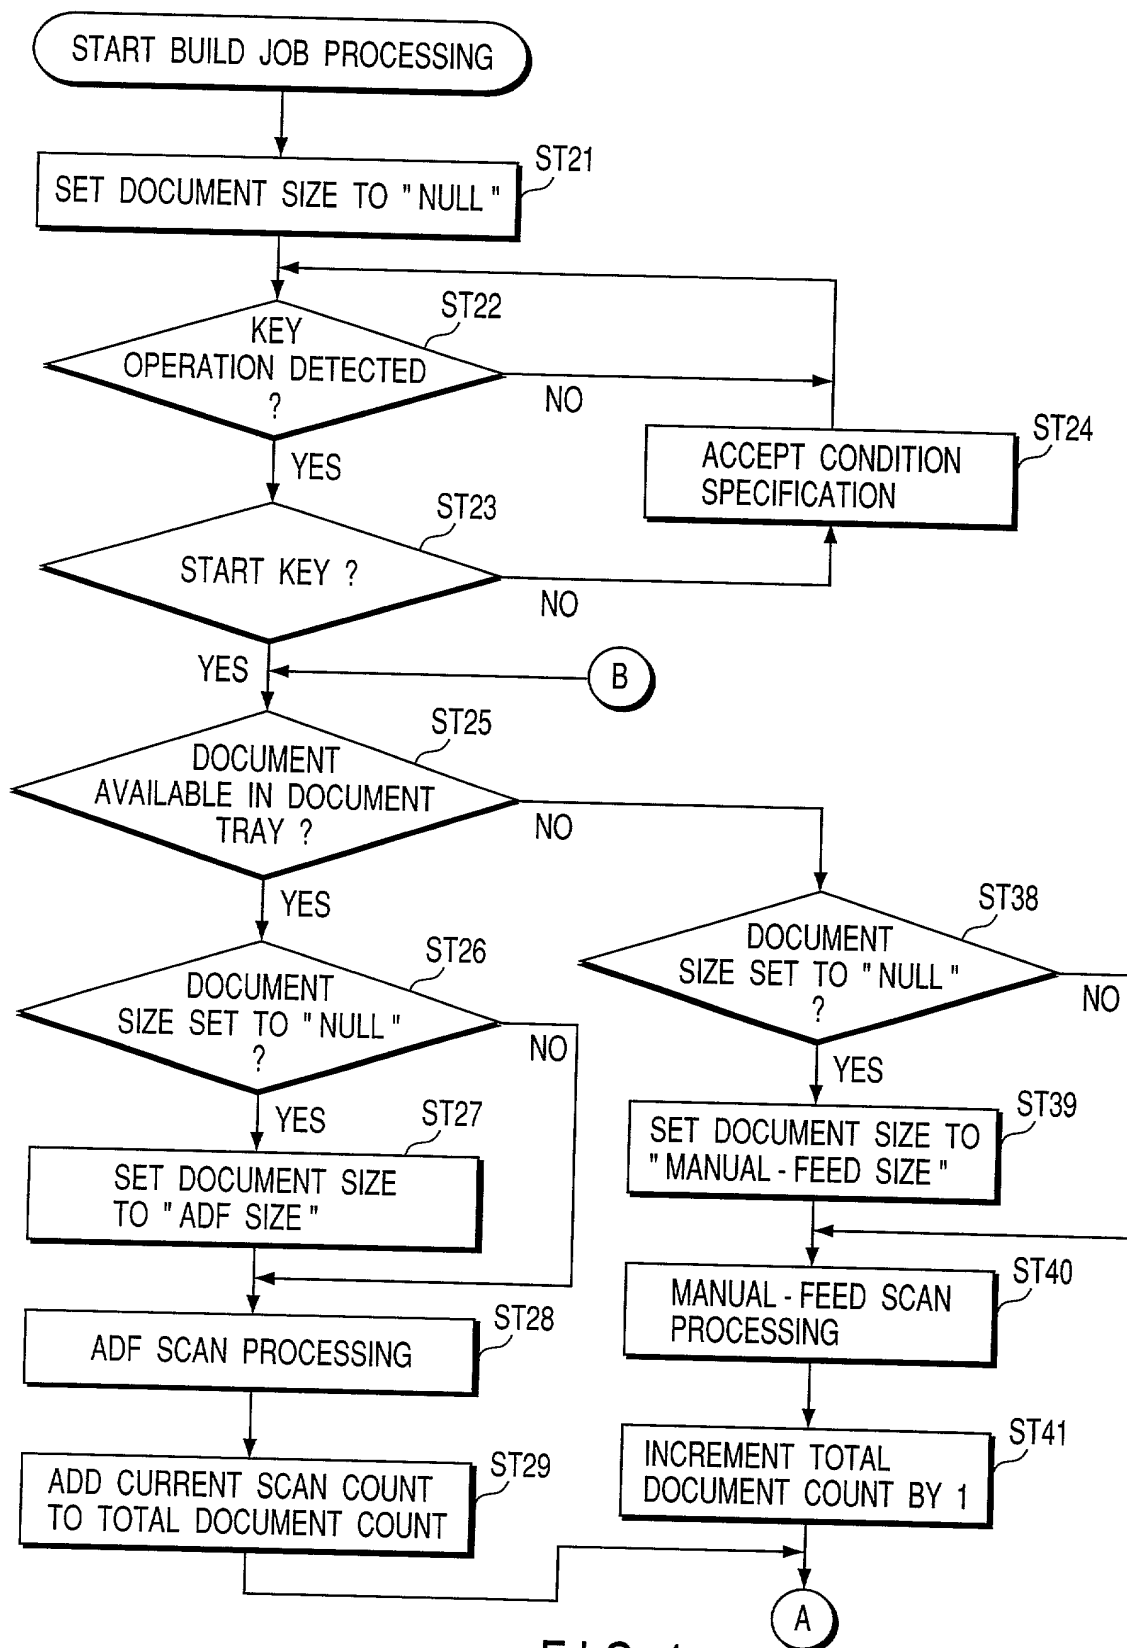 START BUILD JOB PROCESSING
ST21
SET DOCUMENT SIZE TO "NULL"
ST22
KEY
OPERATION DETECTED
?
NO
YES
ST24
ACCEPT CONDITION
SPECIFICATION
ST23
START KEY ?
NO
YES
B
ST25
DOCUMENT
AVAILABLE IN DOCUMENT
TRAY ?
NO
YES
ST26
DOCUMENT
SIZE SET TO "NULL"
?
NO
YES
ST38
DOCUMENT
SIZE SET TO "NULL"
?
NO
YES
ST27
SET DOCUMENT SIZE
TO "ADF SIZE"
ST39
SET DOCUMENT SIZE TO
"MANUAL-FEED SIZE"
ST28
ADF SCAN PROCESSING
ST40
MANUAL-FEED SCAN
PROCESSING
ST29
ADD CURRENT SCAN COUNT
TO TOTAL DOCUMENT COUNT
ST41
INCREMENT TOTAL
DOCUMENT COUNT BY 1
A